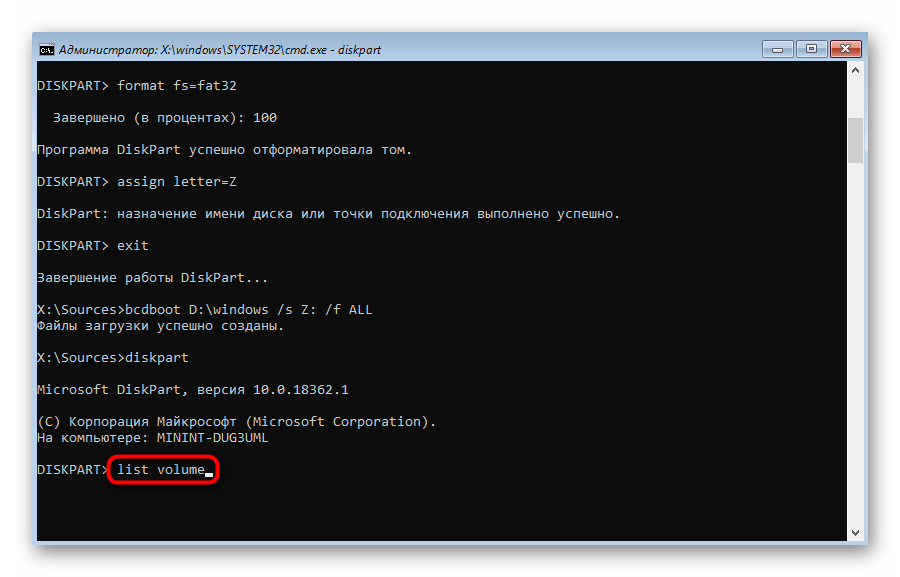 Администратор: X:\windows\SYSTEM32\cmd.exe - diskpart
DISKPART> format fs=fat32
Завершено (в процентах): 100
Программа DiskPart успешно отформатировала том.
DISKPART> assign letter=Z
DiskPart: назначение имени диска или точки подключения выполнено успешно.
DISKPART> exit
Завершение работы DiskPart...
X:\Sources>bcdboot D:\windows /s Z: /f ALL
Файлы загрузки успешно созданы.
X:\Sources>diskpart
Microsoft DiskPart, версия 10.0.18362.1
(C) Корпорация Майкрософт (Microsoft Corporation).
На компьютере: MININT-DUG3UML
DISKPART> list volume